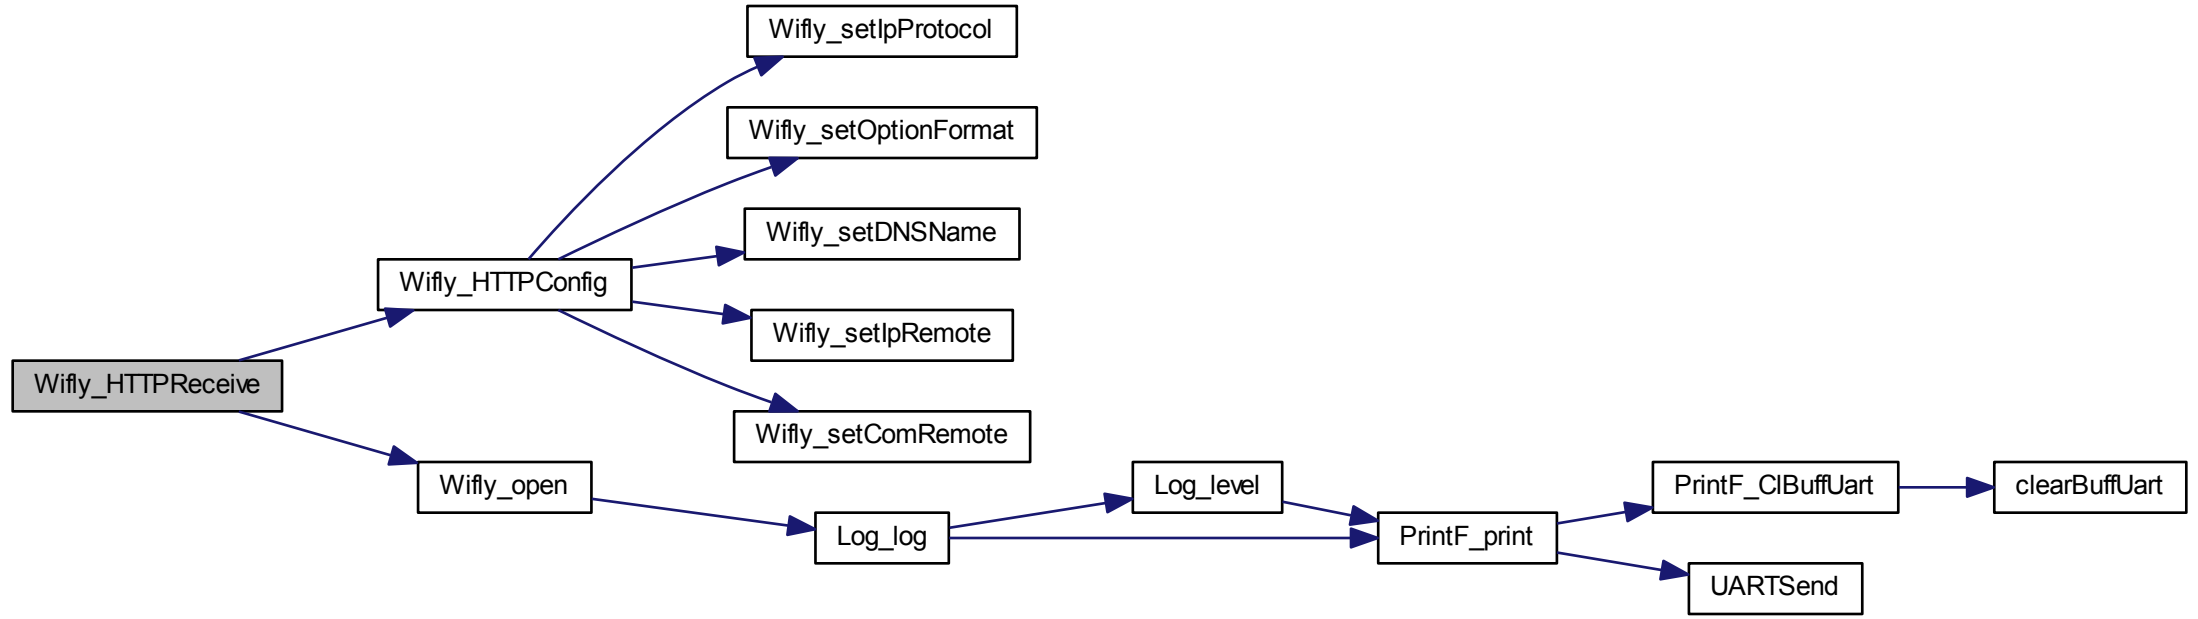 Wifly_setIpProtocol
Wifly_setOptionFormat
Wifly_setDNSName
Wifly_HTTPConfig
Wifly_setIpRemote
Wifly_HTTPReceive
Wifly_setComRemote
Wifly_open
Log_level
PrintF_ClBuffUart
clearBuffUart
Log_log
PrintF_print
UARTSend